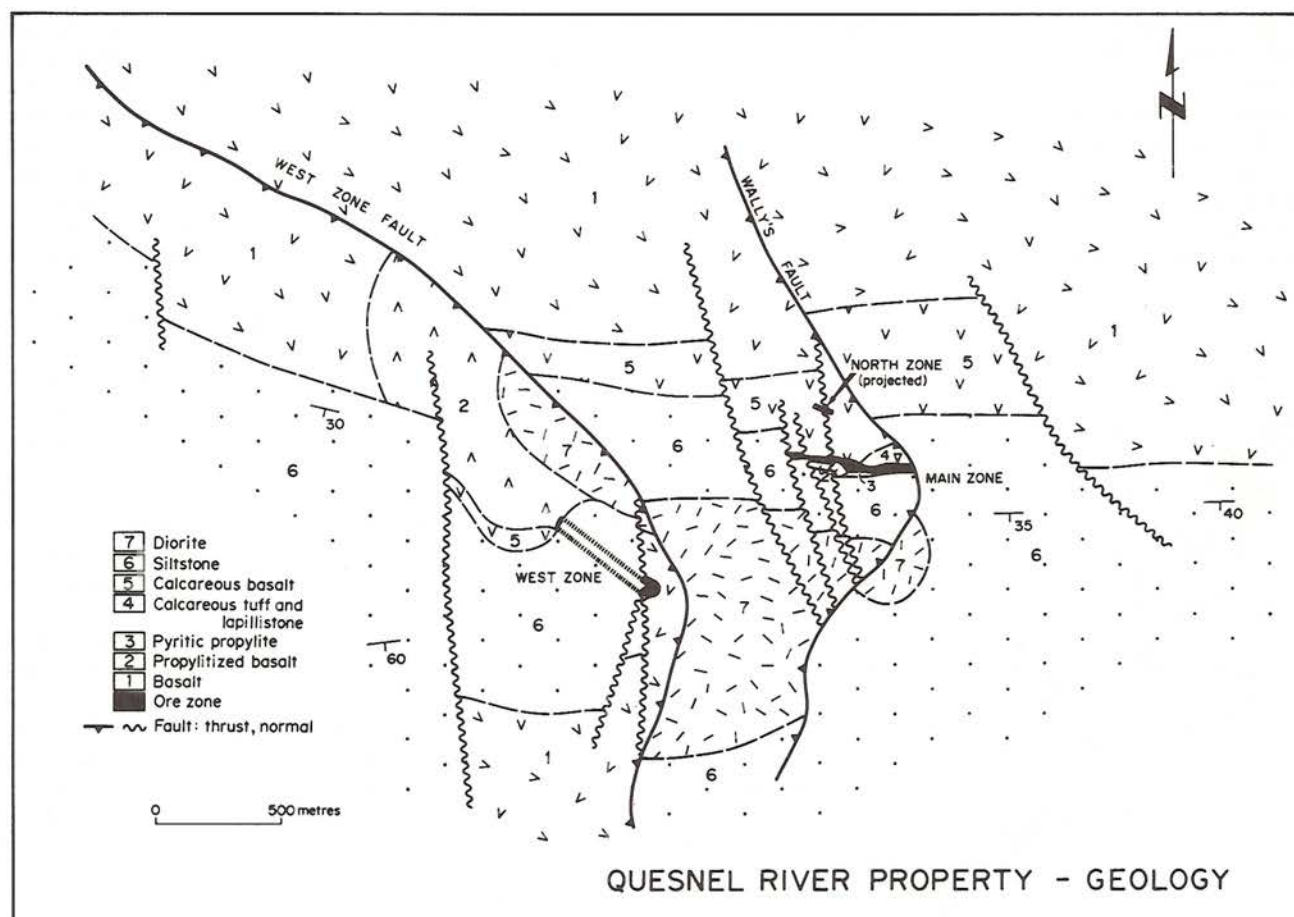 N
WEST ZONE FAULT
WALLY'S FAULT
1
1
1
5
5
NORTH ZONE
(projected)
2
5
30
6
7
6
6
4
3
MAIN ZONE
6
35
40
6
5
WEST ZONE
7
7
6
60
1
6
7 Diorite
6 Siltstone
5 Calcareous basalt
4 Calcareous tuff and
lapillistone
3 Pyritic propylite
2 Propylitized basalt
1 Basalt
Ore zone
Fault: thrust, normal
0 500 metres
QUESNEL RIVER PROPERTY - GEOLOGY